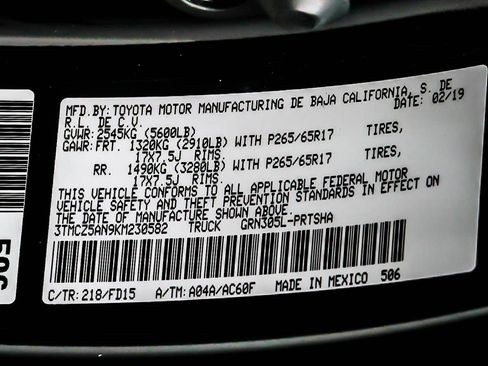 MFD.BY: TOYOTA MOTOR MANUFACTURING DE BAJA CALIFORNIA, S. DE
R.L. DE C.V. DATE: 02/19
GVWR: 2545KG (5600LB)
GAWR: FRT. 1320KG (2910LB) WITH P265/65R17 TIRES,
17X7.5J RIMS.
RR. 1490KG (3280LB) WITH P265/65R17 TIRES,
17X7.5J RIMS.
THIS VEHICLE CONFORMS TO ALL APPLICABLE FEDERAL MOTOR
VEHICLE SAFETY AND THEFT PREVENTION STANDARDS IN EFFECT ON
THE DATE OF MANUFACTURE SHOWN ABOVE.
3TMCZ5AN9KM230582 TRUCK GRN305L-PRTSHA
C/TR: 218/FD15 A/TM: A04A/AC60F MADE IN MEXICO 506
506